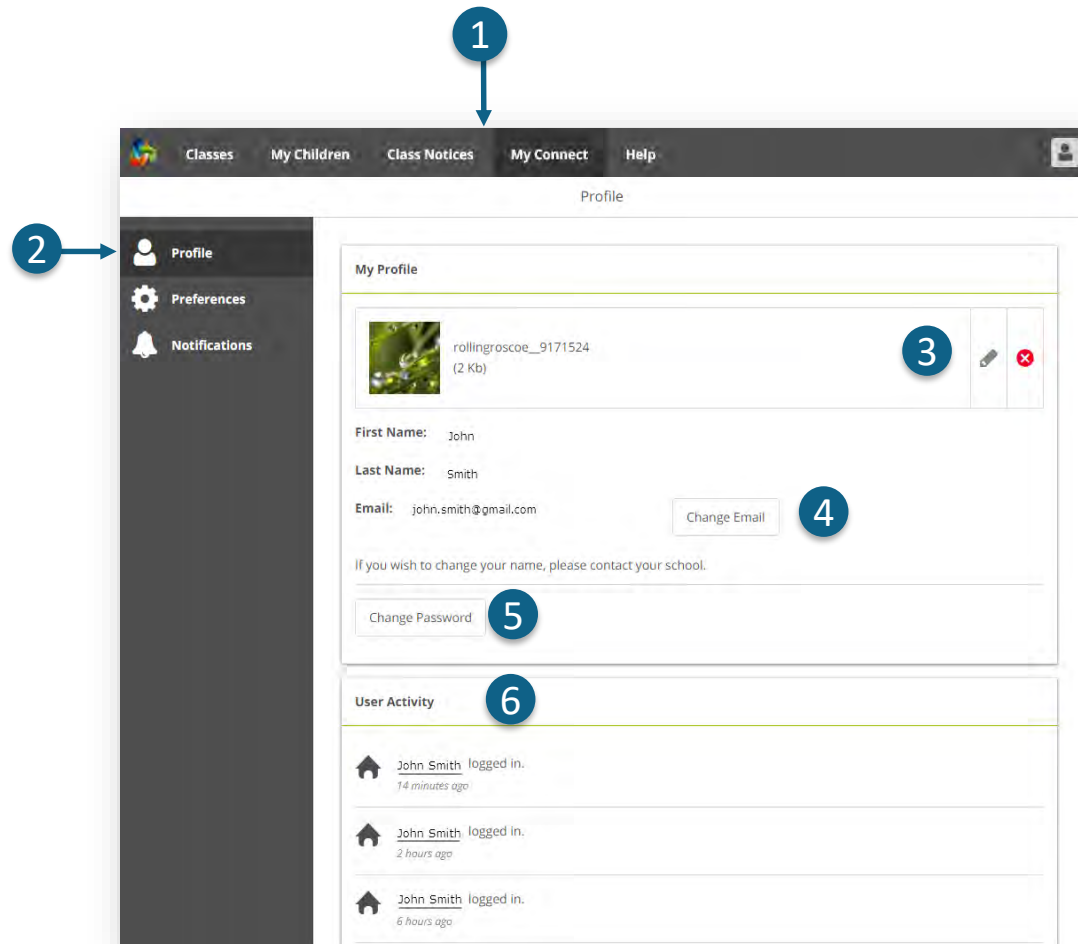 1
Classes My Children Class Notices My Connect Help
Profile
2
Profile
Preferences
Notifications
My Profile
rollingroscoe__9171524
(2 Kb)
3
First Name: John
Last Name: Smith
Email: john.smith@gmail.com
Change Email
4
If you wish to change your name, please contact your school.
Change Password
5
User Activity
6
John Smith logged in.
14 minutes ago
John Smith logged in.
2 hours ago
John Smith logged in.
6 hours ago